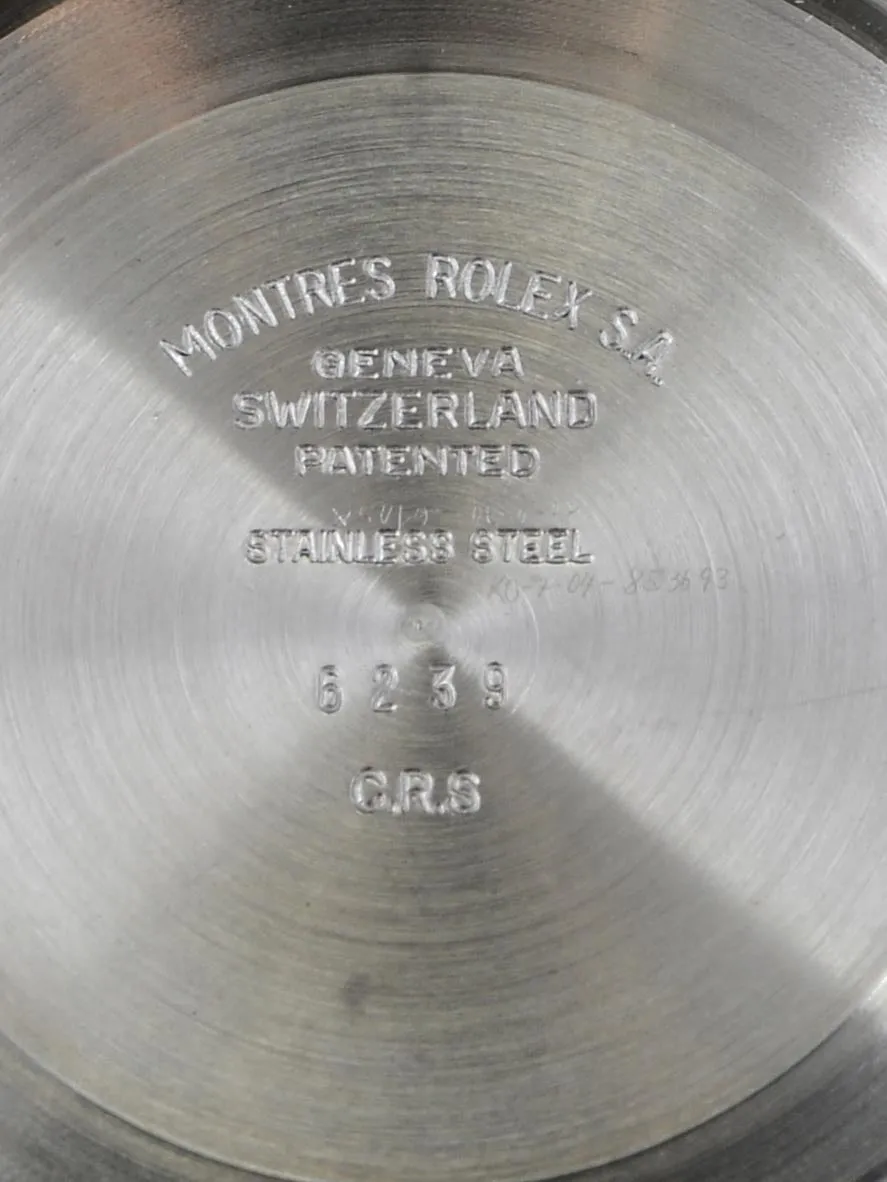 MONTRES ROLEX S.A.
GENEVA
SWITZERLAND
PATENTED
STAINLESS STEEL
6239
C.R.S